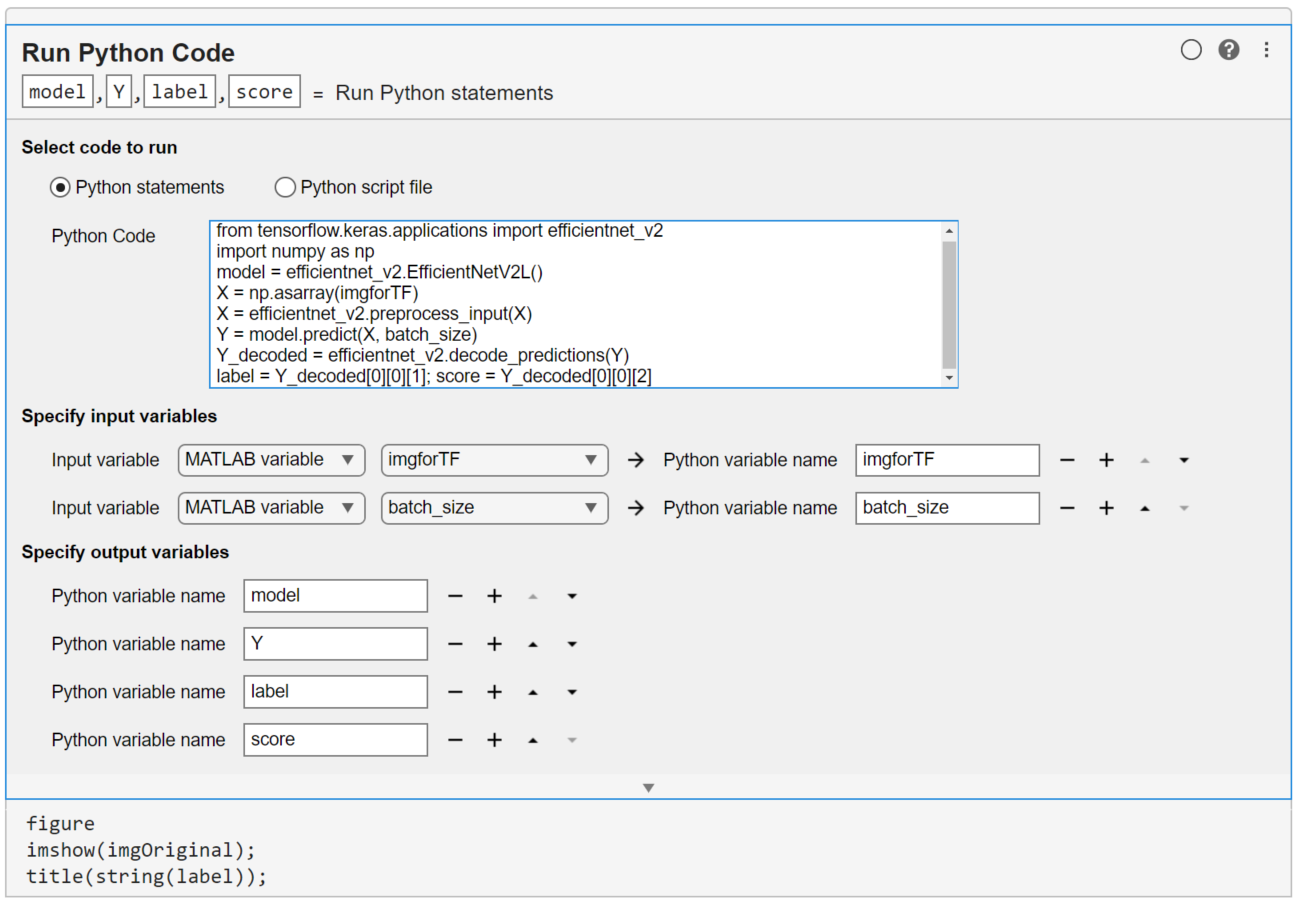 Run Python Code
model , Y , label , score = Run Python statements
Select code to run
Python statements Python script file
Python Code
from tensorflow.keras.applications import efficientnet_v2
import numpy as np
model = efficientnet_v2.EfficientNetV2L()
X = np.asarray(imgforTF)
X = efficientnet_v2.preprocess_input(X)
Y = model.predict(X, batch_size)
Y_decoded = efficientnet_v2.decode_predictions(Y)
label = Y_decoded[0][0][1]; score = Y_decoded[0][0][2]
Specify input variables
Input variable MATLAB variable imgforTF → Python variable name imgforTF
Input variable MATLAB variable batch_size → Python variable name batch_size
Specify output variables
Python variable name model
Python variable name Y
Python variable name label
Python variable name score
figure
imshow(imgOriginal);
title(string(label));